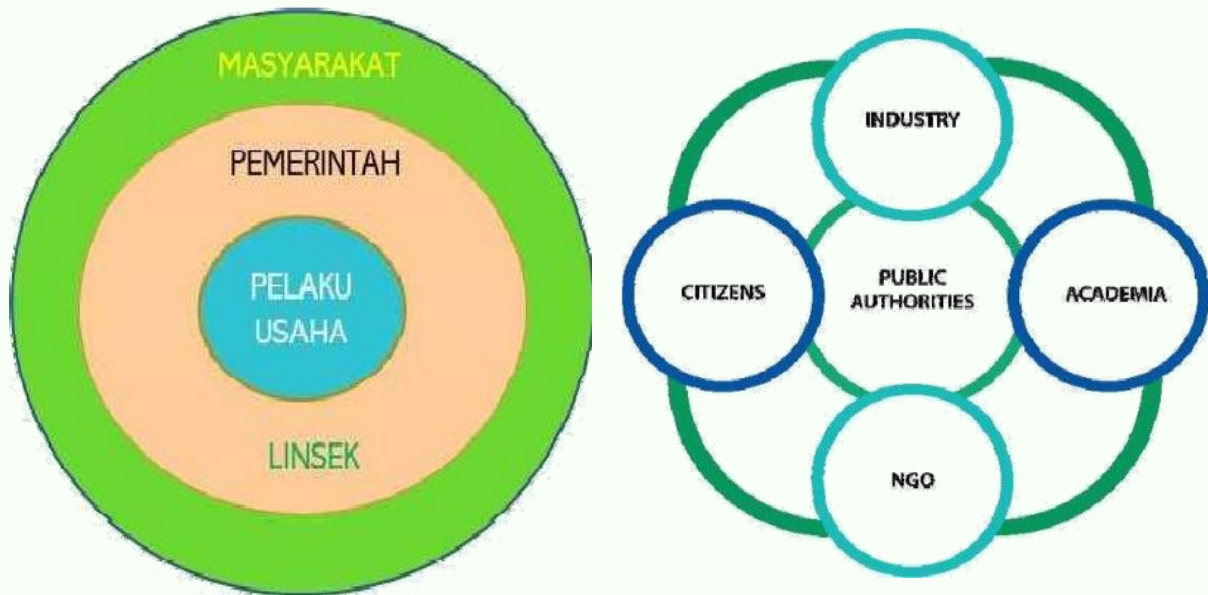 MASYARAKAT
PEMERINTAH
PELAKU
USAHA
LINSEK
INDUSTRY
CITIZENS
PUBLIC
AUTHORITIES
ACADEMIA
NGO